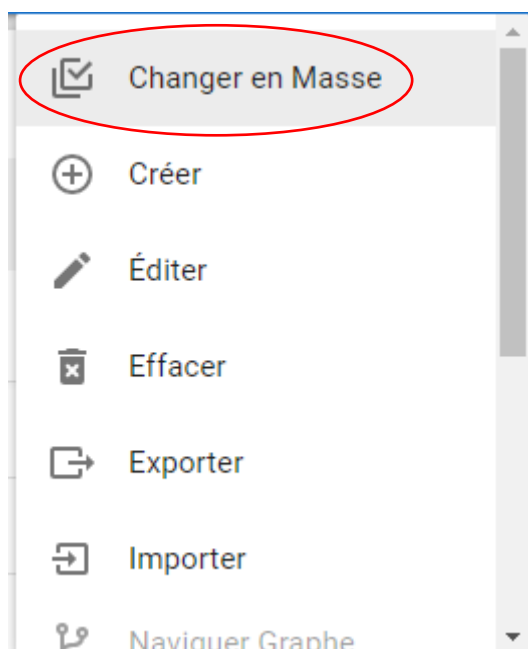 Changer en Masse
Créer
Éditer
Effacer
Exporter
Importer
Naviguer Graphe